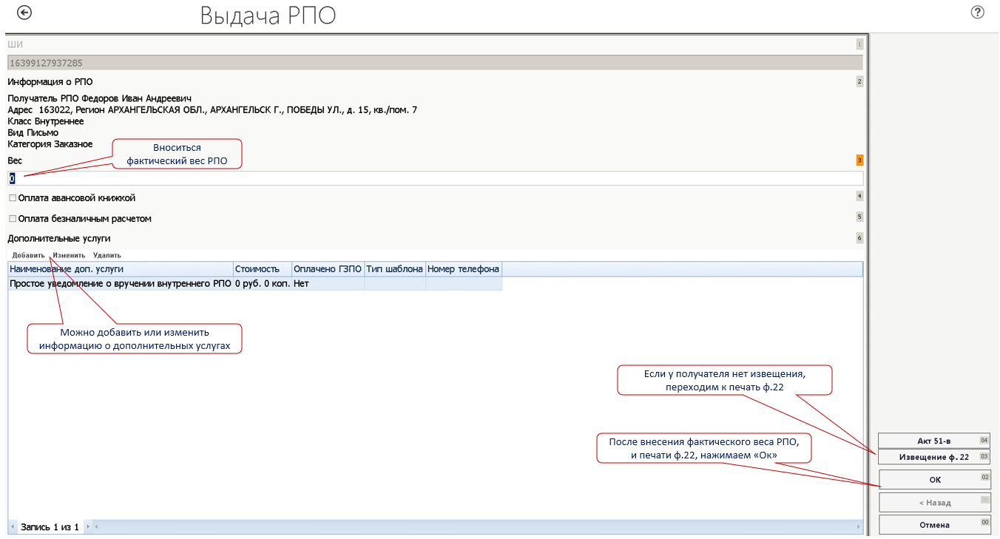 Выдача РПО
?
ШИ
1
16399127937285
Информация о РПО
2
Получатель РПО Федоров Иван Андреевич
Адрес 163022, Регион АРХАНГЕЛЬСКАЯ ОБЛ., АРХАНГЕЛЬСК Г., ПОБЕДЫ УЛ., д. 15, кв./пом. 7
Класс Внутреннее
Вид Письмо
Категория Заказное
Вноситься
фактический вес РПО
Вес
3
0
Оплата авансовой книжкой
4
Оплата безналичным расчетом
5
Дополнительные услуги
6
Добавить Изменить Удалить
Наименование доп. услуги Стоимость Оплачено ГЗПО Тип шаблона Номер телефона
Простое уведомление о вручении внутреннего РПО 0 руб. 0 коп. Нет
Можно добавить или изменить
информацию о дополнительных услугах
Если у получателя нет извещения,
переходим к печать ф.22
После внесения фактического веса РПО,
и печати ф.22, нажимаем «Ок»
Акт 51-в 04
Извещение ф. 22 03
ОК 02
< Назад 01
Отмена 00
Запись 1 из 1